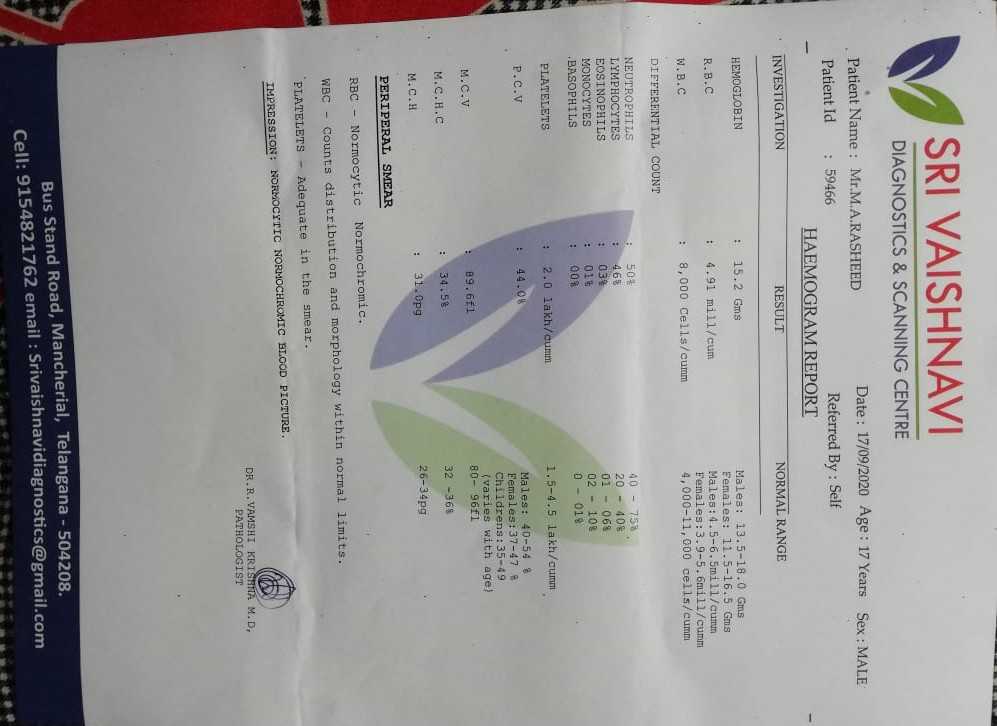 SRI VAISHNAVI
DIAGNOSTICS & SCANNING CENTRE
Patient Name : Mr.M.A.RASHEED Date : 17/09/2020 Age : 17 Years Sex : MALE
Patient Id : 59466 Referred By : Self
HAEMOGRAM REPORT
INVESTIGATION RESULT NORMAL RANGE
HEMOGLOBIN : 15.2 Gms Males: 13.5-18.0 Gms
Females: 11.5-16.5 Gms
R.B.C : 4.91 mill/cum Males:4.5-6.5mill/cumm
Females:3.9-5.6mill/cumm
W.B.C : 8,000 Cells/cumm 4,000-11,000 cells/cumm
DIFFERENTIAL COUNT
NEUTROPHILS : 50% 40 - 75%
LYMPHOCYTES : 46% 20 - 40%
EOSINOPHILS : 03% 01 - 06%
MONOCYTES : 01% 02 - 10%
BASOPHILS : 00% 0 - 01%
PLATELETS : 2.0 lakh/cumm 1.5-4.5 lakh/cumm
P.C.V : 44.0% Males: 40-54 %
Females:37-47 %
Childrens:35-49
(varies with age)
M.C.V : 89.6fl 80- 96fl
M.C.H.C : 34.5% 32 -36%
M.C.H : 31.0pg 26-34pg
PERIPERAL SMEAR
RBC - Normocytic Normochromic.
WBC - Counts distribution and morphology within normal limits.
PLATELETS - Adequate in the smear.
IMPRESSION: NORMOCYTIC NORMOCHROMIC BLOOD PICTURE.
DR.R.VAMSHI KRISHNA M.D,
PATHOLOGIST
Bus Stand Road, Mancherial, Telangana - 504208.
Cell: 9154821762 email : Srivaishnavidiagnostics@gmail.com